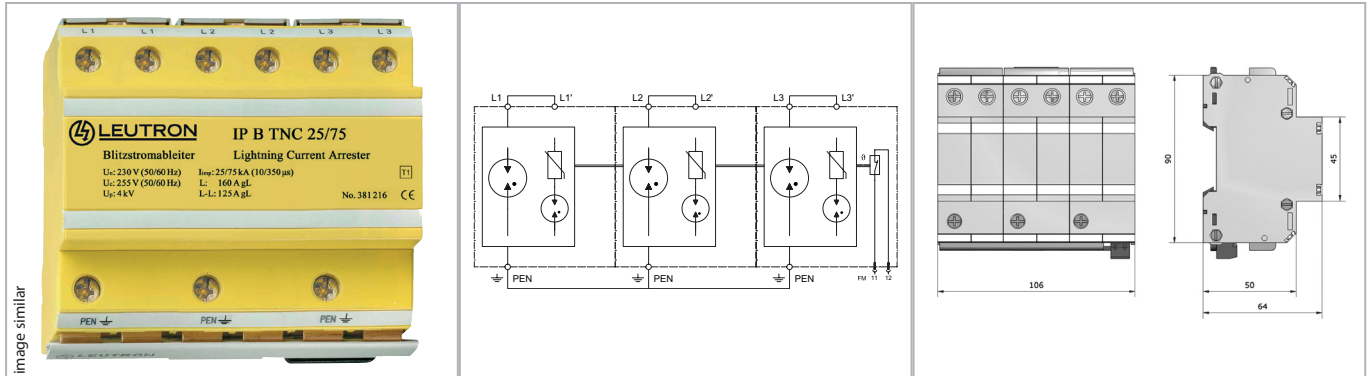 L1 L1 L2 L2 L3 L3
LEUTRON
IP B TNC 25/75
Blitzstromableiter Lightning Current Arrester
Un: 230 V (50/60 Hz) Iimp: 25/75 kA (10/350 µs)
Uc: 255 V (50/60 Hz) L: 160 A gL T1
Up: 4 kV L-L: 125 A gL No. 381 216 CE
PEN PEN PEN
LEUTRON
image similar
L1 L1' L2 L2' L3 L3'
PEN PEN PEN FM 11 12
90
45
106
50
64